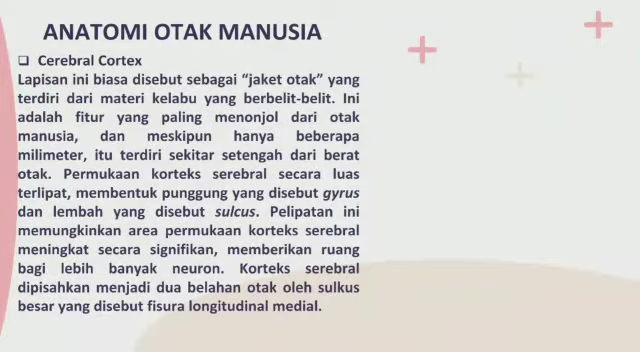 ANATOMI OTAK MANUSIA
❑ Cerebral Cortex
Lapisan ini biasa disebut sebagai “jaket otak” yang
terdiri dari materi kelabu yang berbelit-belit. Ini
adalah fitur yang paling menonjol dari otak
manusia, dan meskipun hanya beberapa
milimeter, itu terdiri sekitar setengah dari berat
otak. Permukaan korteks serebral secara luas
terlipat, membentuk punggung yang disebut gyrus
dan lembah yang disebut sulcus. Pelipatan ini
memungkinkan area permukaan korteks serebral
meningkat secara signifikan, memberikan ruang
bagi lebih banyak neuron. Korteks serebral
dipisahkan menjadi dua belahan otak oleh sulkus
besar yang disebut fisura longitudinal medial.